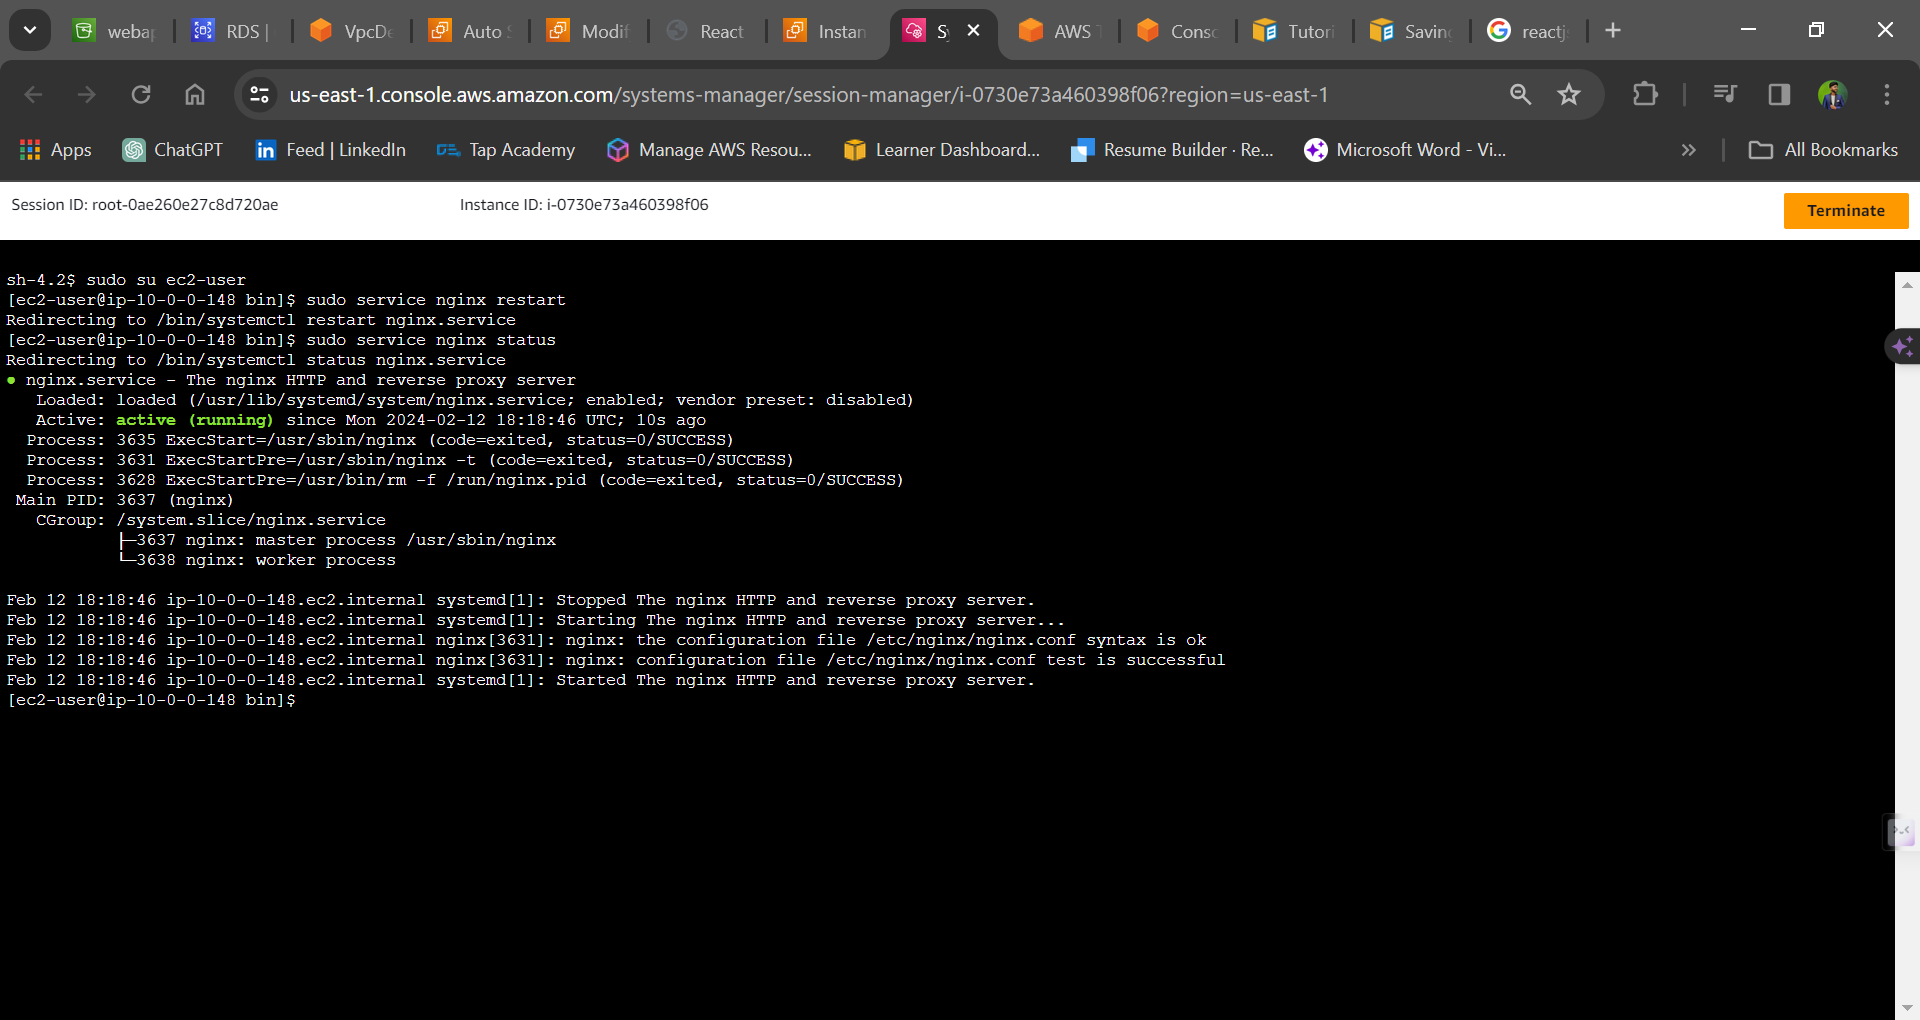 webap
RDS |
VpcDe
Auto S
Modif
React
Instan
Sy
AWS T
Conso
Tutori
Saving
reactj
us-east-1.console.aws.amazon.com/systems-manager/session-manager/i-0730e73a460398f06?region=us-east-1
Apps
ChatGPT
Feed | LinkedIn
Tap Academy
Manage AWS Resou...
Learner Dashboard...
Resume Builder · Re...
Microsoft Word - Vi...
All Bookmarks
Session ID: root-0ae260e27c8d720ae
Instance ID: i-0730e73a460398f06
Terminate
sh-4.2$ sudo su ec2-user
[ec2-user@ip-10-0-0-148 bin]$ sudo service nginx restart
Redirecting to /bin/systemctl restart nginx.service
[ec2-user@ip-10-0-0-148 bin]$ sudo service nginx status
Redirecting to /bin/systemctl status nginx.service
● nginx.service - The nginx HTTP and reverse proxy server
Loaded: loaded (/usr/lib/systemd/system/nginx.service; enabled; vendor preset: disabled)
Active: active (running) since Mon 2024-02-12 18:18:46 UTC; 10s ago
Process: 3635 ExecStart=/usr/sbin/nginx (code=exited, status=0/SUCCESS)
Process: 3631 ExecStartPre=/usr/sbin/nginx -t (code=exited, status=0/SUCCESS)
Process: 3628 ExecStartPre=/usr/bin/rm -f /run/nginx.pid (code=exited, status=0/SUCCESS)
Main PID: 3637 (nginx)
CGroup: /system.slice/nginx.service
├─3637 nginx: master process /usr/sbin/nginx
└─3638 nginx: worker process
Feb 12 18:18:46 ip-10-0-0-148.ec2.internal systemd[1]: Stopped The nginx HTTP and reverse proxy server.
Feb 12 18:18:46 ip-10-0-0-148.ec2.internal systemd[1]: Starting The nginx HTTP and reverse proxy server...
Feb 12 18:18:46 ip-10-0-0-148.ec2.internal nginx[3631]: nginx: the configuration file /etc/nginx/nginx.conf syntax is ok
Feb 12 18:18:46 ip-10-0-0-148.ec2.internal nginx[3631]: nginx: configuration file /etc/nginx/nginx.conf test is successful
Feb 12 18:18:46 ip-10-0-0-148.ec2.internal systemd[1]: Started The nginx HTTP and reverse proxy server.
[ec2-user@ip-10-0-0-148 bin]$